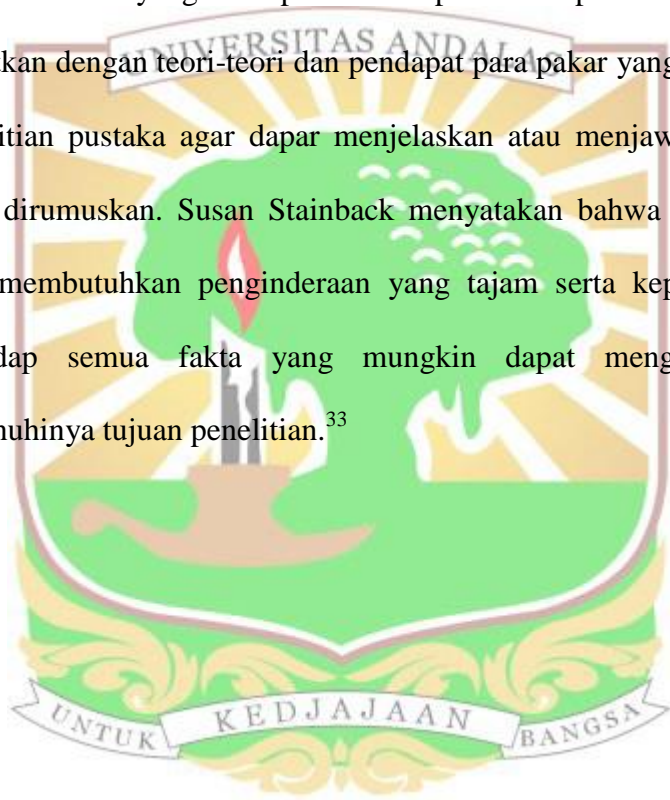 UNIVERSITAS ANDALAS
kan dengan teori-teori dan pendapat para pakar yang
itian pustaka agar dapar menjelaskan atau menjaw
dirumuskan. Susan Stainback menyatakan bahwa
membutuhkan penginderaan yang tajam serta kep
dap semua fakta yang mungkin dapat meng
nuhinya tujuan penelitian.³³
UNTUK KEDJAJAAN BANGSA